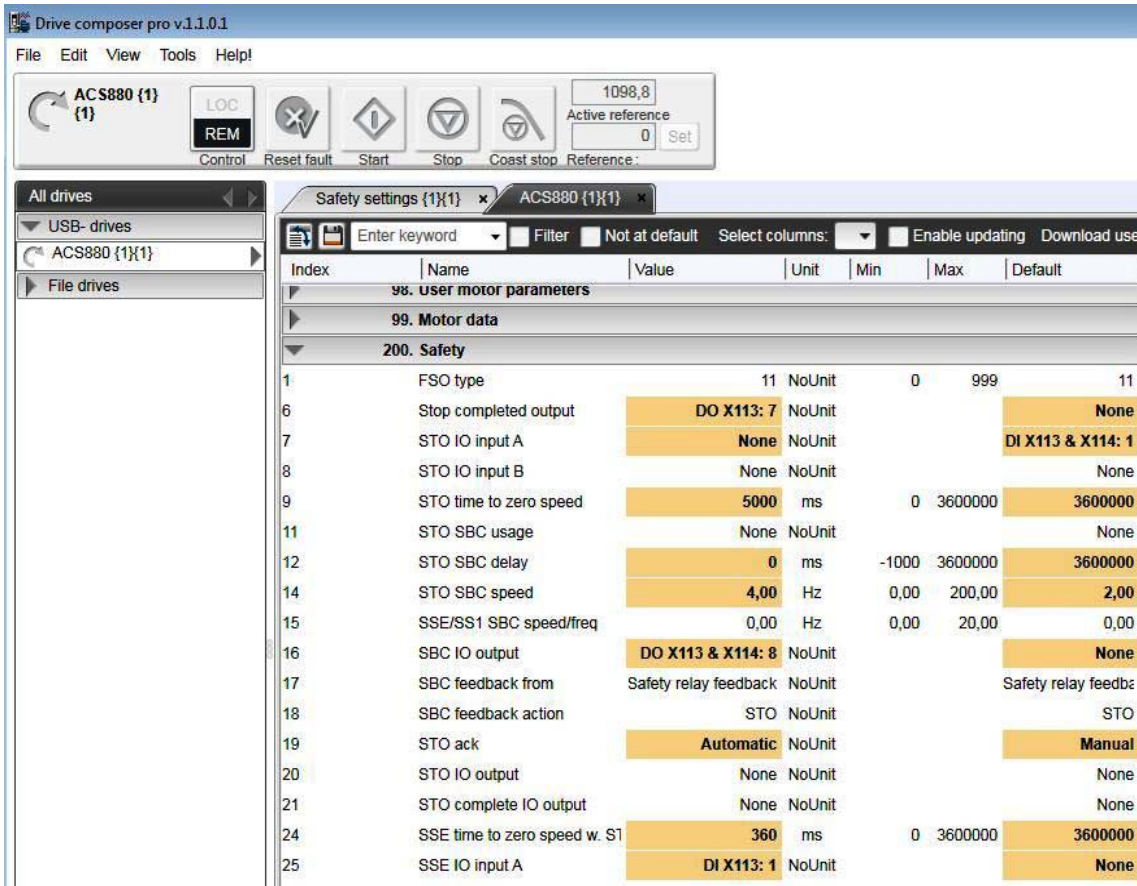 Drive composer pro v.1.1.0.1
File Edit View Tools Help!
ACS880 {1}
{1}
LOC
REM
Control
Reset fault
Start
Stop
Coast stop
1098,8
Active reference
0 Set
Reference :
All drives
USB- drives
ACS880 {1}{1}
File drives
Safety settings {1}{1} x ACS880 {1}{1} x
Enter keyword Filter Not at default Select columns: Enable updating Download use
Index Name Value Unit Min Max Default
98. User motor parameters
99. Motor data
200. Safety
1 FSO type 11 NoUnit 0 999 11
6 Stop completed output DO X113: 7 NoUnit None
7 STO IO input A None NoUnit DI X113 & X114: 1
8 STO IO input B None NoUnit None
9 STO time to zero speed 5000 ms 0 3600000 3600000
11 STO SBC usage None NoUnit None
12 STO SBC delay 0 ms -1000 3600000 3600000
14 STO SBC speed 4,00 Hz 0,00 200,00 2,00
15 SSE/SS1 SBC speed/freq 0,00 Hz 0,00 20,00 0,00
16 SBC IO output DO X113 & X114: 8 NoUnit None
17 SBC feedback from Safety relay feedback NoUnit Safety relay feedba
18 SBC feedback action STO NoUnit STO
19 STO ack Automatic NoUnit Manual
20 STO IO output None NoUnit None
21 STO complete IO output None NoUnit None
24 SSE time to zero speed w. ST 360 ms 0 3600000 3600000
25 SSE IO input A DI X113: 1 NoUnit None